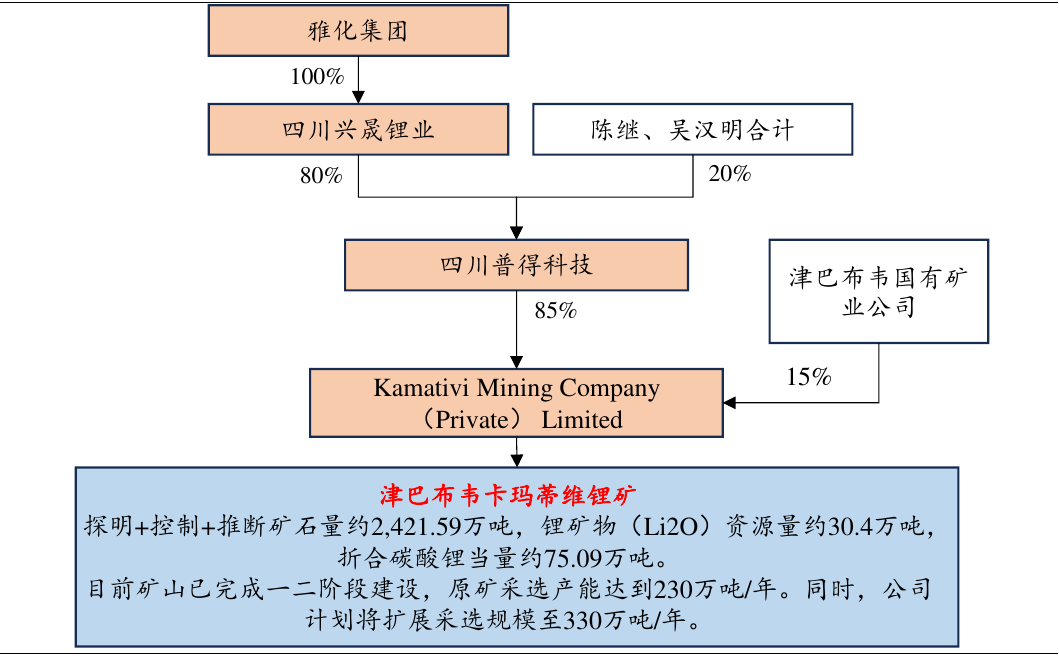 雅化集团
100%
四川兴晟锂业
陈继、吴汉明合计
80%
20%
四川普得科技
津巴布韦国有矿
业公司
85%
15%
Kamativi Mining Company
（Private） Limited
津巴布韦卡玛蒂维锂矿
探明+控制+推断矿石量约2,421.59万吨，锂矿物（Li2O）资源量约30.4万吨，
折合碳酸锂当量约75.09万吨。
目前矿山已完成一二阶段建设，原矿采选产能达到230万吨/年。同时，公司
计划将扩展采选规模至330万吨/年。